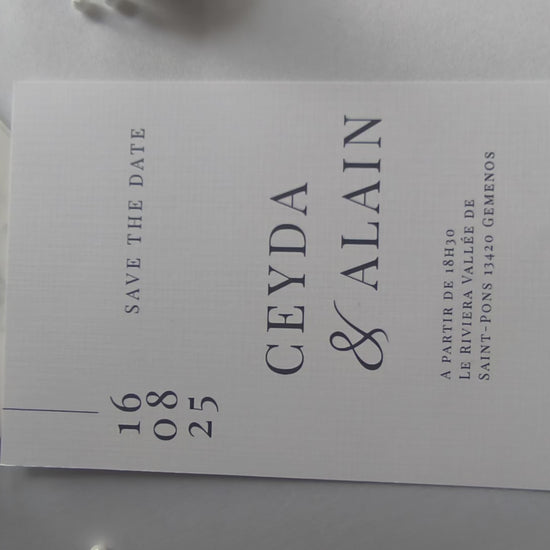 16
08
25
SAVE THE DATE
CEYDA
& ALAIN
A PARTIR DE 18H30
LE RIVIERA VALLÉE DE
SAINT-PONS 13420 GEMENOS